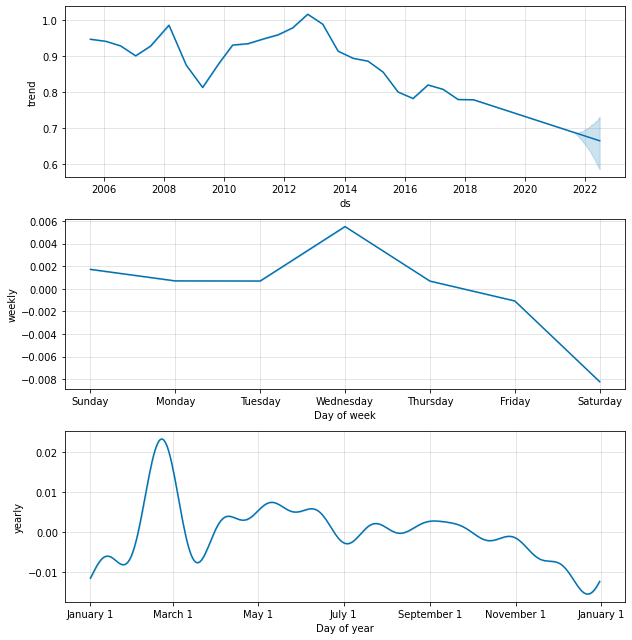 1.0
0.9
0.8
0.7
0.6
trend
2006 2008 2010 2012 2014 2016 2018 2020 2022
ds
0.006
0.004
0.002
0.000
−0.002
−0.004
−0.006
−0.008
weekly
Sunday Monday Tuesday Wednesday Thursday Friday Saturday
Day of week
0.02
0.01
0.00
−0.01
yearly
January 1 March 1 May 1 July 1 September 1 November 1 January 1
Day of year